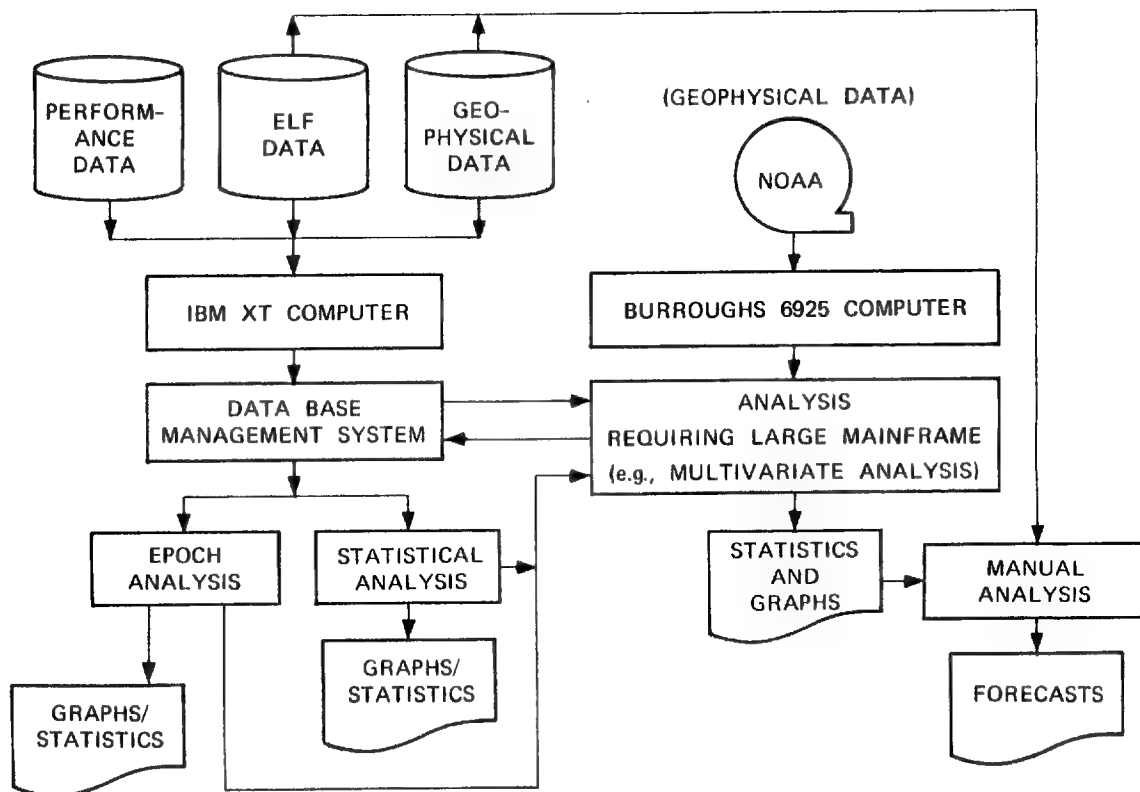 PERFORM-
ANCE
DATA
ELF
DATA
GEO-
PHYSICAL
DATA
(GEOPHYSICAL DATA)
NOAA
IBM XT COMPUTER
BURROUGHS 6925 COMPUTER
DATA BASE
MANAGEMENT SYSTEM
ANALYSIS
REQUIRING LARGE MAINFRAME
(e.g., MULTIVARIATE ANALYSIS)
EPOCH
ANALYSIS
STATISTICAL
ANALYSIS
STATISTICS
AND
GRAPHS
MANUAL
ANALYSIS
GRAPHS/
STATISTICS
GRAPHS/
STATISTICS
FORECASTS